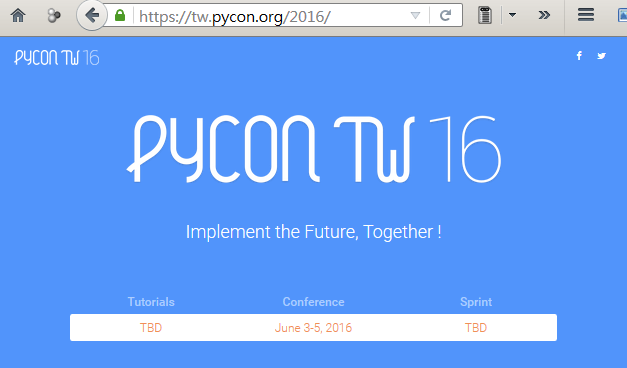 https://tw.pycon.org/2016/
PYCON TW 16
PYCON TW 16
Implement the Future, Together !
Tutorials Conference Sprint
TBD June 3-5, 2016 TBD